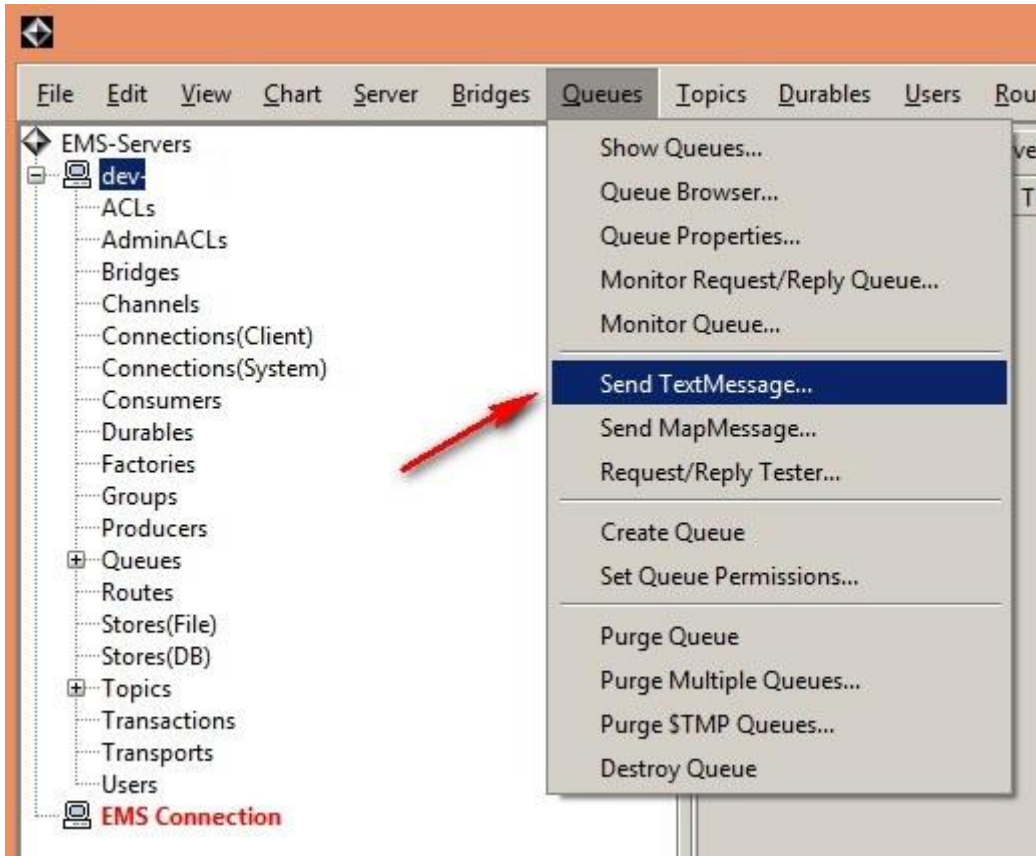 File Edit View Chart Server Bridges Queues Topics Durables Users Rou
EMS-Servers
dev-
ACLs
AdminACLs
Bridges
Channels
Connections(Client)
Connections(System)
Consumers
Durables
Factories
Groups
Producers
Queues
Routes
Stores(File)
Stores(DB)
Topics
Transactions
Transports
Users
EMS Connection
Show Queues...
Queue Browser...
Queue Properties...
Monitor Request/Reply Queue...
Monitor Queue...
Send TextMessage...
Send MapMessage...
Request/Reply Tester...
Create Queue
Set Queue Permissions...
Purge Queue
Purge Multiple Queues...
Purge $TMP Queues...
Destroy Queue
ve
T